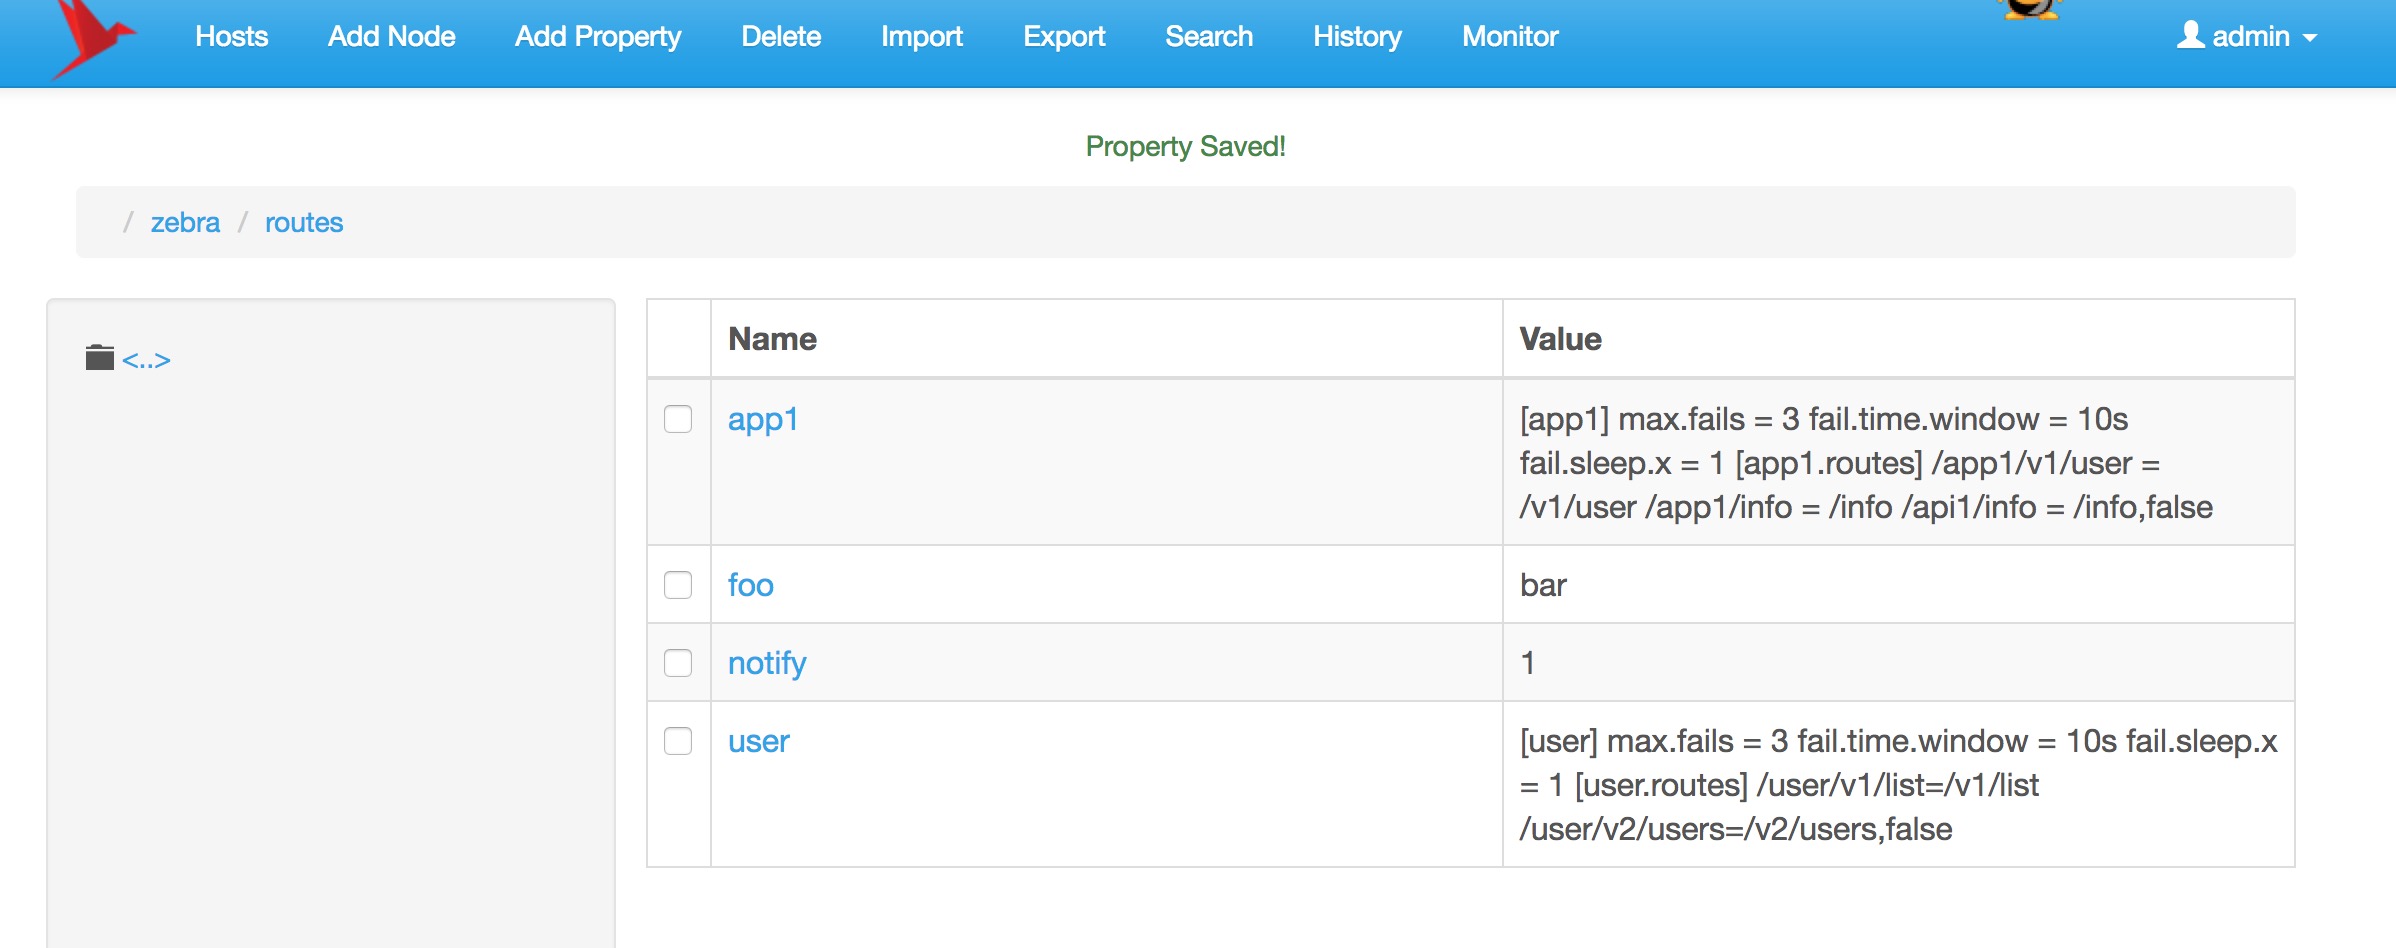 Hosts Add Node Add Property Delete Import Export Search History Monitor admin
Property Saved!
/ zebra / routes
<..>
Name Value
app1 [app1] max.fails = 3 fail.time.window = 10s
fail.sleep.x = 1 [app1.routes] /app1/v1/user =
/v1/user /app1/info = /info /api1/info = /info,false
foo bar
notify 1
user [user] max.fails = 3 fail.time.window = 10s fail.sleep.x
= 1 [user.routes] /user/v1/list=/v1/list
/user/v2/users=/v2/users,false